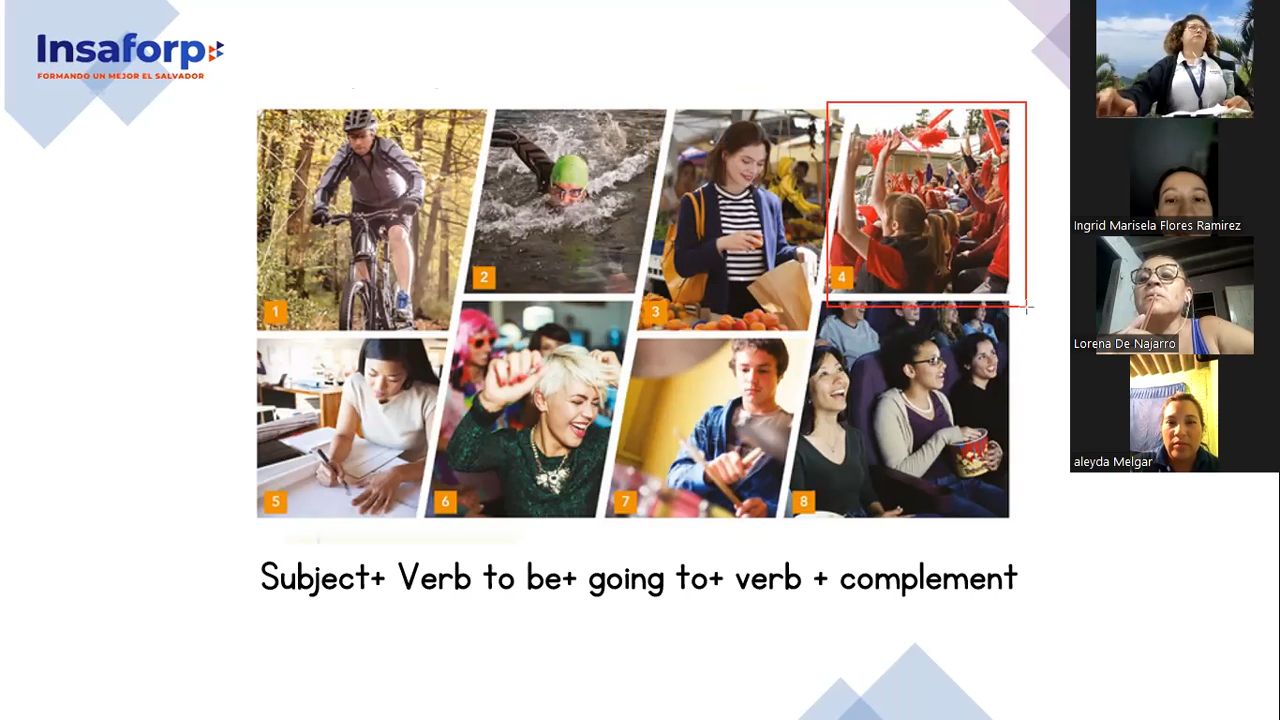 Insaforp
FORMANDO UN MEJOR EL SALVADOR
1
2
3
4
5
6
7
8
Subject+ Verb to be+ going to+ verb + complement
Ingrid Marisela Flores Ramirez
Lorena De Najarro
aleyda Melgar